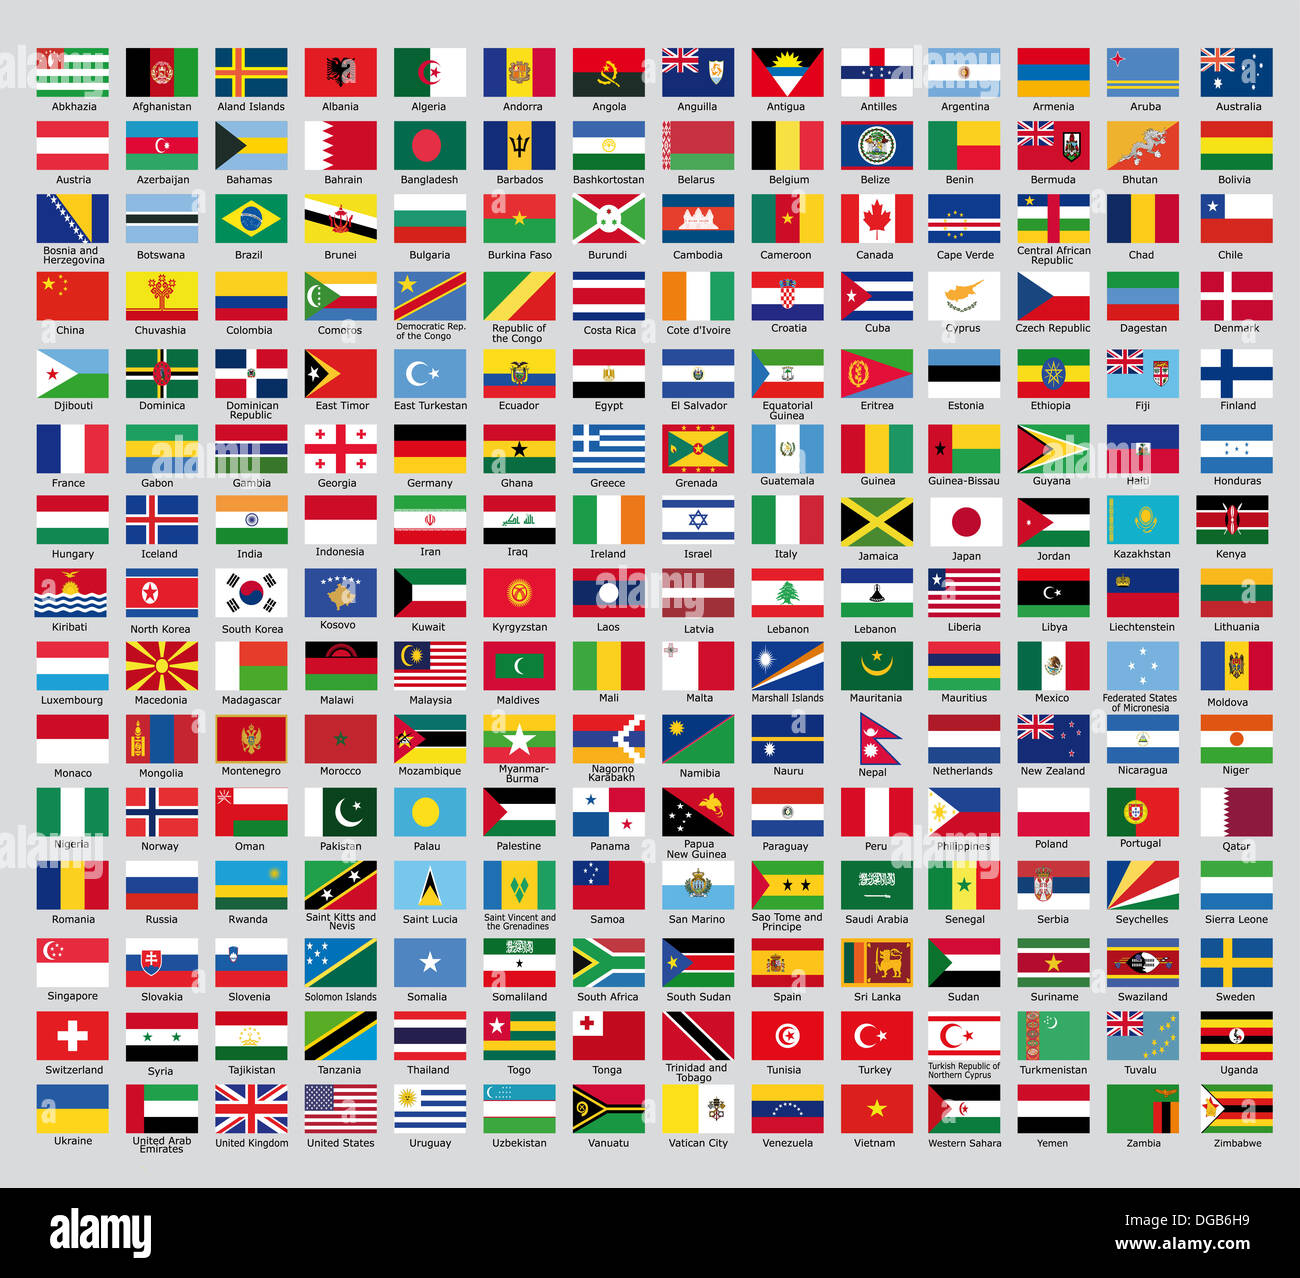 Abkhazia Afghanistan Aland Islands Albania Algeria Andorra Angola Anguilla Antigua Antilles Argentina Armenia Aruba Australia
Austria Azerbaijan Bahamas Bahrain Bangladesh Barbados Bashkortostan Belarus Belgium Belize Benin Bermuda Bhutan Bolivia
Bosnia and Herzegovina Botswana Brazil Brunei Bulgaria Burkina Faso Burundi Cambodia Cameroon Canada Cape Verde Central African Republic Chad Chile
China Chuvashia Colombia Comoros Democratic Rep. of the Congo Republic of the Congo Costa Rica Cote d'Ivoire Croatia Cuba Cyprus Czech Republic Dagestan Denmark
Djibouti Dominica Dominican Republic East Timor East Turkestan Ecuador Egypt El Salvador Equatorial Guinea Eritrea Estonia Ethiopia Fiji Finland
France Gabon Gambia Georgia Germany Ghana Greece Grenada Guatemala Guinea Guinea-Bissau Guyana Haiti Honduras
Hungary Iceland India Indonesia Iran Iraq Ireland Israel Italy Jamaica Japan Jordan Kazakhstan Kenya
Kiribati North Korea South Korea Kosovo Kuwait Kyrgyzstan Laos Latvia Lebanon Lebanon Liberia Libya Liechtenstein Lithuania
Luxembourg Macedonia Madagascar Malawi Malaysia Maldives Mali Malta Marshall Islands Mauritania Mauritius Mexico Federated States of Micronesia Moldova
Monaco Mongolia Montenegro Morocco Mozambique Myanmar-Burma Nagorno Karabakh Namibia Nauru Nepal Netherlands New Zealand Nicaragua Niger
Nigeria Norway Oman Pakistan Palau Palestine Panama Papua New Guinea Paraguay Peru Philippines Poland Portugal Qatar
Romania Russia Rwanda Saint Kitts and Nevis Saint Lucia Saint Vincent and the Grenadines Samoa San Marino Sao Tome and Principe Saudi Arabia Senegal Serbia Seychelles Sierra Leone
Singapore Slovakia Slovenia Solomon Islands Somalia Somaliland South Africa South Sudan Spain Sri Lanka Sudan Suriname Swaziland Sweden
Switzerland Syria Tajikistan Tanzania Thailand Togo Tonga Trinidad and Tobago Tunisia Turkey Turkish Republic of Northern Cyprus Turkmenistan Tuvalu Uganda
Ukraine United Arab Emirates United Kingdom United States Uruguay Uzbekistan Vanuatu Vatican City Venezuela Vietnam Western Sahara Yemen Zambia Zimbabwe
alamy
Image ID: DGB6H9
www.alamy.com